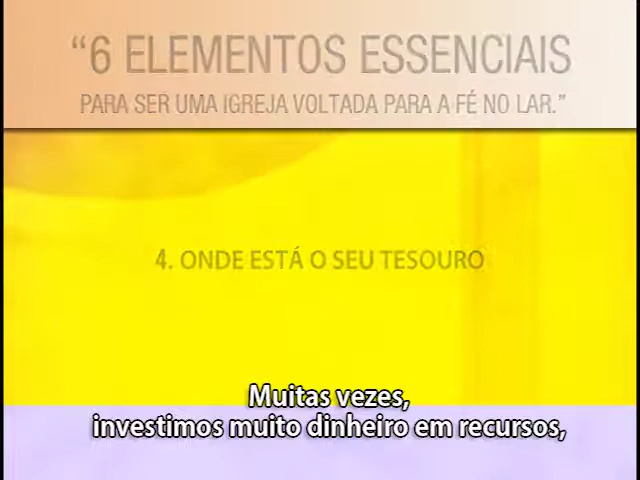 “6 ELEMENTOS ESSENCIAIS
PARA SER UMA IGREJA VOLTADA PARA A FÉ NO LAR.”
4. ONDE ESTÁ O SEU TESOURO
Muitas vezes,
investimos muito dinheiro em recursos,